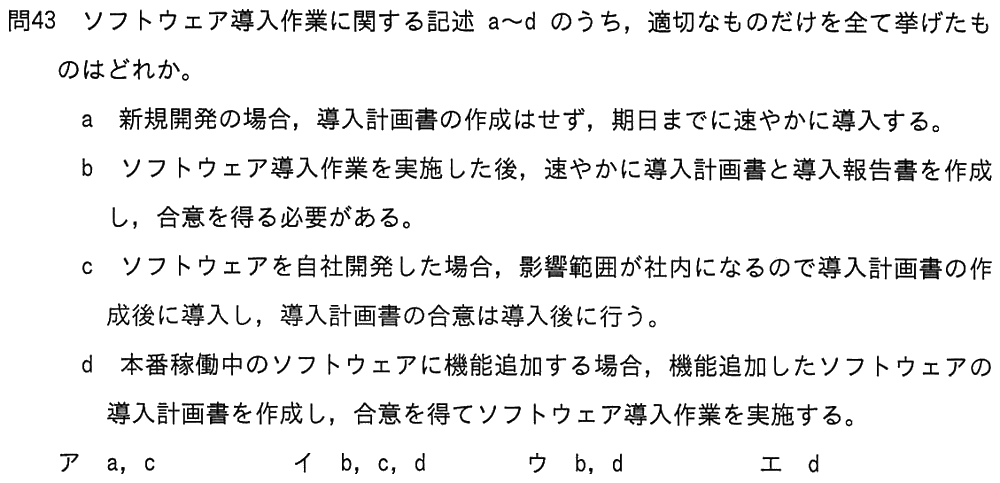 問43　ソフトウェア導入作業に関する記述 a～d のうち，適切なものだけを全て挙げたも
のはどれか。
a　新規開発の場合，導入計画書の作成はせず，期日までに速やかに導入する。
b　ソフトウェア導入作業を実施した後，速やかに導入計画書と導入報告書を作成
し，合意を得る必要がある。
c　ソフトウェアを自社開発した場合，影響範囲が社内になるので導入計画書の作
成後に導入し，導入計画書の合意は導入後に行う。
d　本番稼働中のソフトウェアに機能追加する場合，機能追加したソフトウェアの
導入計画書を作成し，合意を得てソフトウェア導入作業を実施する。
ア　a，c　　　イ　b，c，d　　　ウ　b，d　　　エ　d